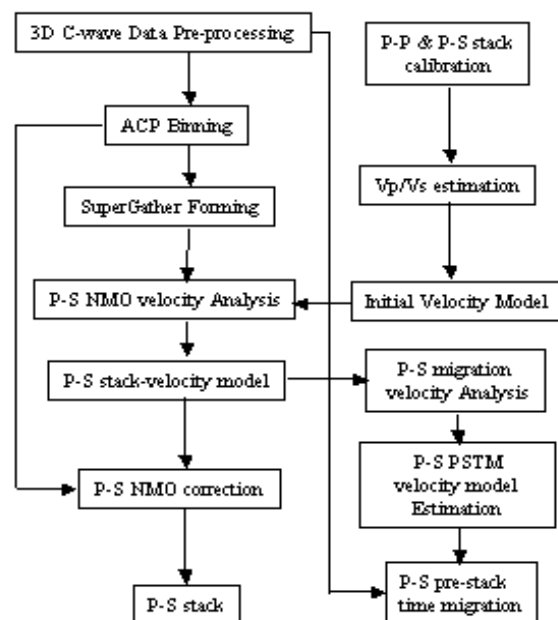 3D C-wave Data Pre-processing
P-P & P-S stack
calibration
ACP Binning
Vp/Vs estimation
SuperGather Forming
P-S NMO velocity Analysis
Initial Velocity Model
P-S stack-velocity model
P-S migration
velocity Analysis
P-S NMO correction
P-S PSTM
velocity model
Estimation
P-S stack
P-S pre-stack
time migration